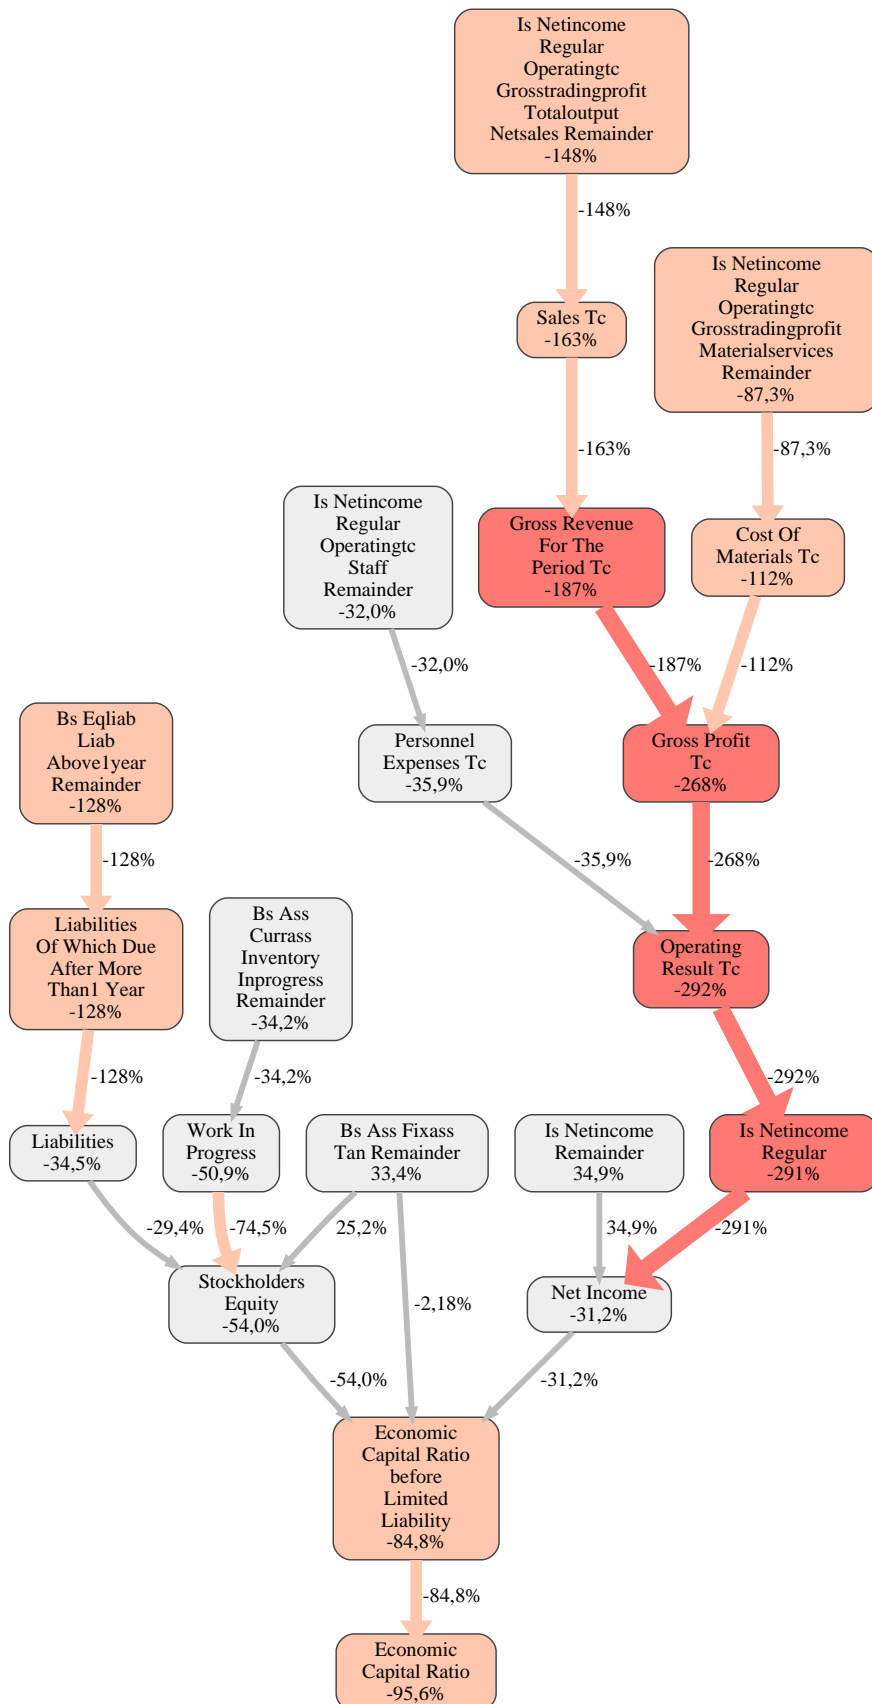 Is Netincome
Regular
Operatingtc
Grosstradingprofit
Totaloutput
Netsales Remainder
-148%
-148%
Is Netincome
Regular
Operatingtc
Grosstradingprofit
Materialservices
Remainder
-87,3%
Sales Tc
-163%
-163%
-87,3%
Is Netincome
Regular
Operatingtc
Staff
Remainder
-32,0%
Gross Revenue
For The
Period Tc
-187%
Cost Of
Materials Tc
-112%
-32,0%
-187%
-112%
Bs Eqliab
Liab
Above1year
Remainder
-128%
Personnel
Expenses Tc
-35,9%
Gross Profit
Tc
-268%
-128%
-35,9%
-268%
Liabilities
Of Which Due
After More
Than1 Year
-128%
Bs Ass
Currass
Inventory
Inprogress
Remainder
-34,2%
Operating
Result Tc
-292%
-128%
-34,2%
-292%
Liabilities
-34,5%
Work In
Progress
-50,9%
Bs Ass Fixass
Tan Remainder
33,4%
Is Netincome
Remainder
34,9%
Is Netincome
Regular
-291%
-29,4%
-74,5%
25,2%
34,9%
-291%
Stockholders
Equity
-54,0%
-2,18%
Net Income
-31,2%
-54,0%
-31,2%
Economic
Capital Ratio
before
Limited
Liability
-84,8%
-84,8%
Economic
Capital Ratio
-95,6%